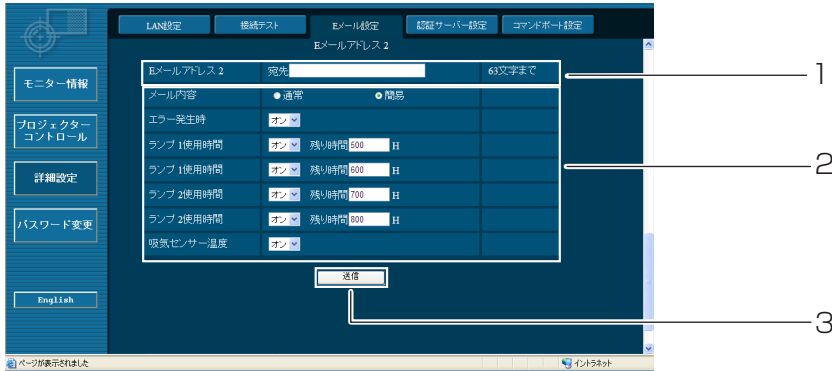 LAN設定 接続テスト Eメール設定 認証サーバー設定 コマンドポート設定
Eメールアドレス 2
Eメールアドレス 2 宛先 63文字まで
メール内容 通常 簡易
エラー発生時 オン
ランプ 1使用時間 オン 残り時間 500 H
ランプ 1使用時間 オン 残り時間 600 H
ランプ 2使用時間 オン 残り時間 700 H
ランプ 2使用時間 オン 残り時間 800 H
吸気センサー温度 オン
送信
モニター情報
プロジェクター
コントロール
詳細設定
パスワード変更
English
ページが表示されました イントラネット
1
2
3